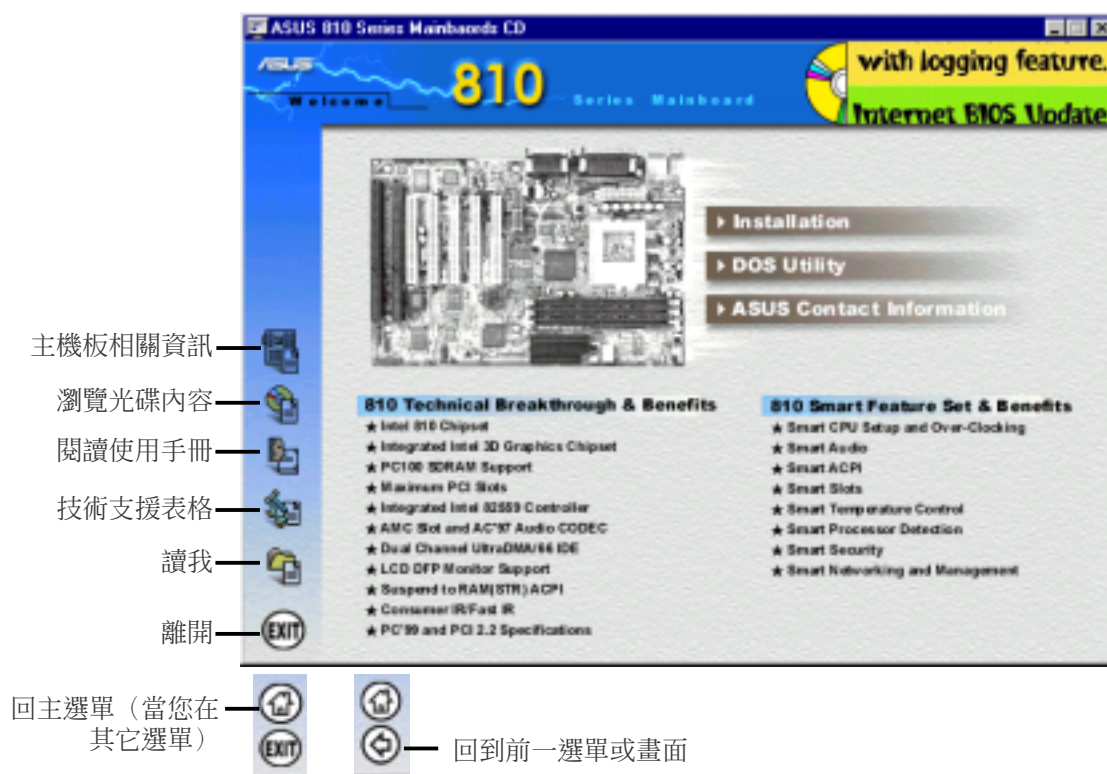 ASUS 810 Series Mainbaords CD
ASUS
Welcome
810
Series Mainboard
with logging feature.
Internet BIOS Update
Installation
DOS Utility
ASUS Contact Information
主機板相關資訊
瀏覽光碟內容
閱讀使用手冊
技術支援表格
讀我
離開
EXIT
810 Technical Breakthrough & Benefits
★ Intel 810 Chipset
★ Integrated Intel 3D Graphics Chipset
★ PC100 SDRAM Support
★ Maximum PCI Slots
★ Integrated Intel 82559 Controller
★ AMC Slot and AC'97 Audio CODEC
★ Dual Channel UltraDMA/66 IDE
★ LCD DFP Monitor Support
★ Suspend to RAM(STR) ACPI
★ Consumer IR/Fast IR
★ PC'99 and PCI 2.2 Specifications
810 Smart Feature Set & Benefits
★ Smart CPU Setup and Over-Clocking
★ Smart Audio
★ Smart ACPI
★ Smart Slots
★ Smart Temperature Control
★ Smart Processor Detection
★ Smart Security
★ Smart Networking and Management
回主選單（當您在
其它選單）
EXIT
回到前一選單或畫面